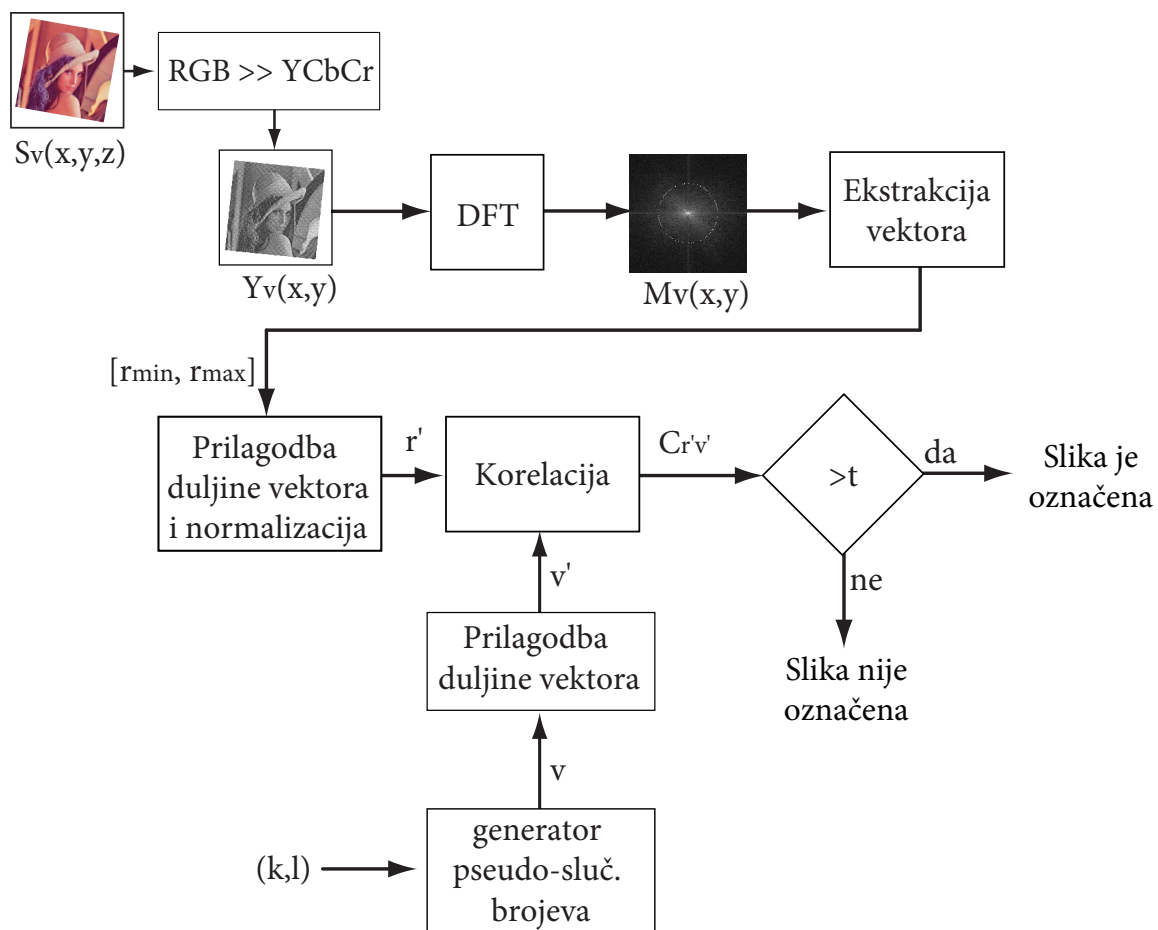 RGB >> YCbCr
Sv(x,y,z)
Yv(x,y)
DFT
Mv(x,y)
Ekstrakcija
vektora
[rmin, rmax]
Prilagodba
duljine vektora
i normalizacija
r'
Korelacija
Cr'v'
>t
da
Slika je
označena
ne
Slika nije
označena
v'
Prilagodba
duljine vektora
v
(k,l)
generator
pseudo-sluč.
brojeva